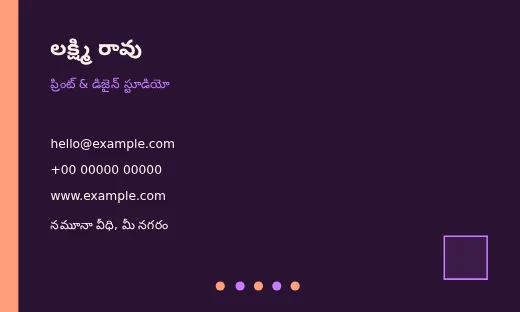 లక్ష్మి రావు
ప్రింట్ & డిజైన్ స్టూడియో
hello@example.com
+00 00000 00000
www.example.com
నమూనా వీధి, మీ నగరం